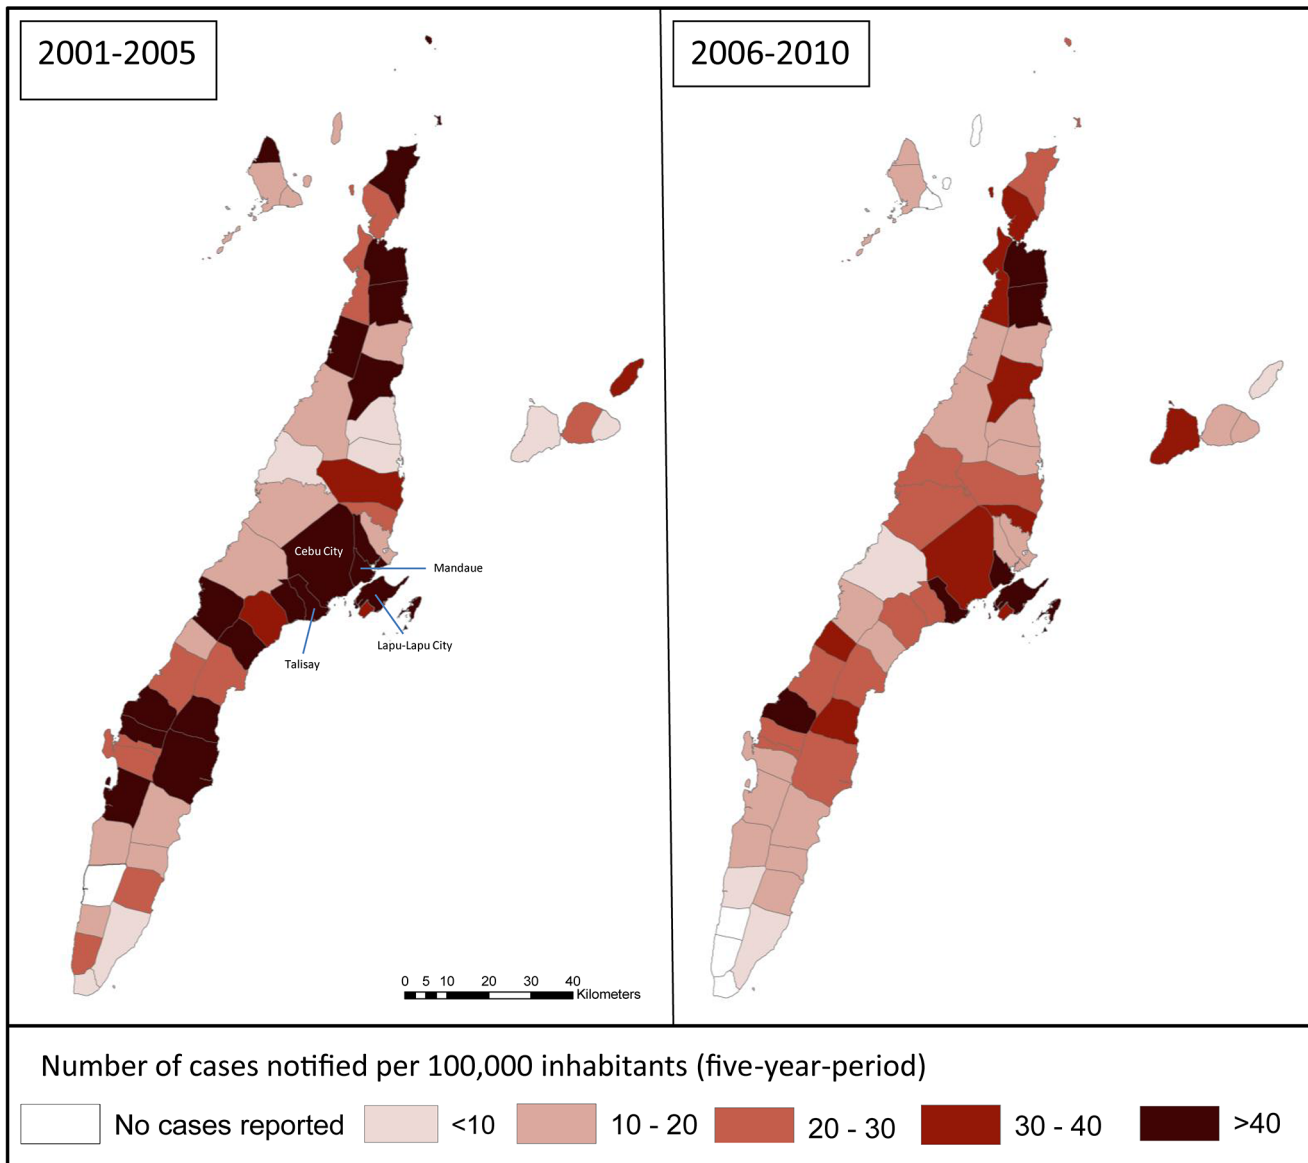 2001-2005
2006-2010
Cebu City
Mandaue
Lapu-Lapu City
Talisay
0 5 10 20 30 40
Kilometers
Number of cases notified per 100,000 inhabitants (five-year-period)
No cases reported <10 10 - 20 20 - 30 30 - 40 >40